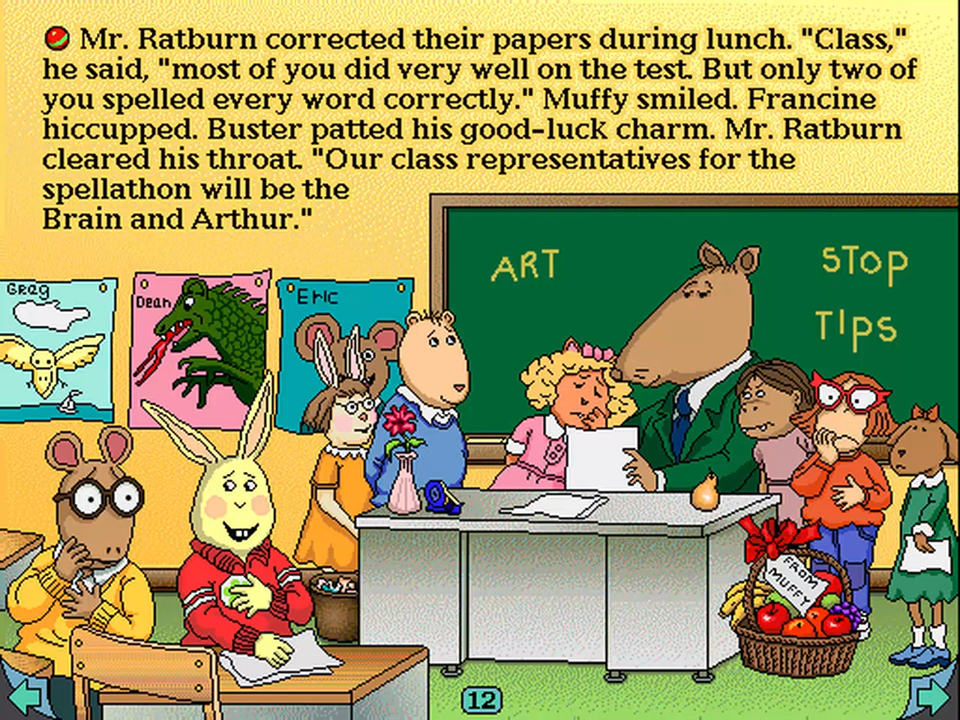 Mr. Ratburn corrected their papers during lunch. "Class,"
he said, "most of you did very well on the test. But only two of
you spelled every word correctly." Muffy smiled. Francine
hiccupped. Buster patted his good-luck charm. Mr. Ratburn
cleared his throat. "Our class representatives for the
spellathon will be the
Brain and Arthur."
ART
STOP
TIPS
Greg
Dean
Eric
FROM
MUFFY
12